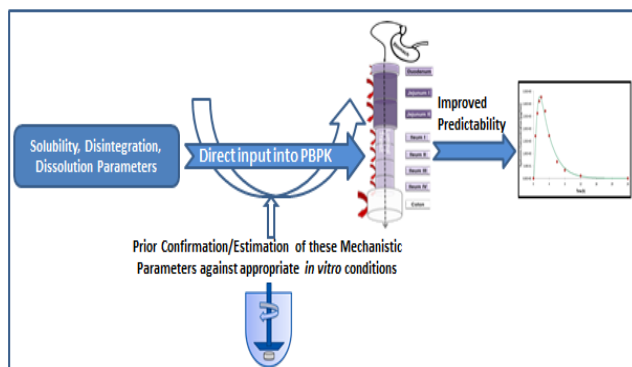 Duodenum
Jejunum I
Jejunum II
Ileum I
Ileum II
Ileum III
Ileum IV
Colon
Solubility, Disintegration,
Dissolution Parameters
Direct input into PBPK
Improved
Predictability
Prior Confirmation/Estimation of these Mechanistic
Parameters against appropriate in vitro conditions